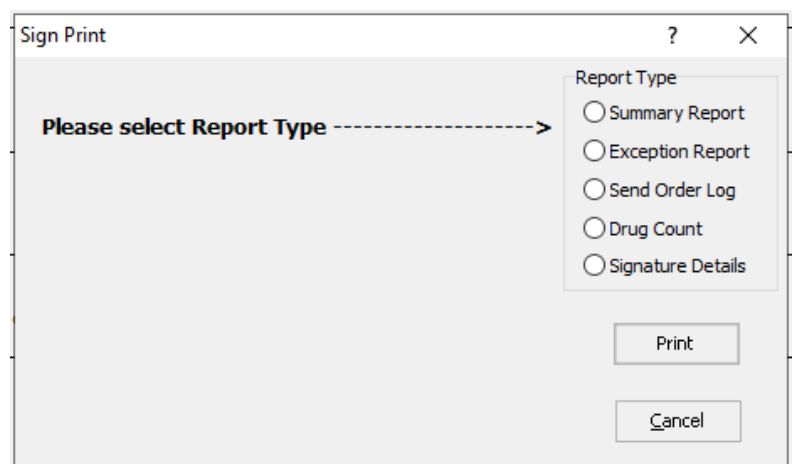 Sign Print ? X
Report Type
Please select Report Type -------------------->
Summary Report
Exception Report
Send Order Log
Drug Count
Signature Details
Print
Cancel